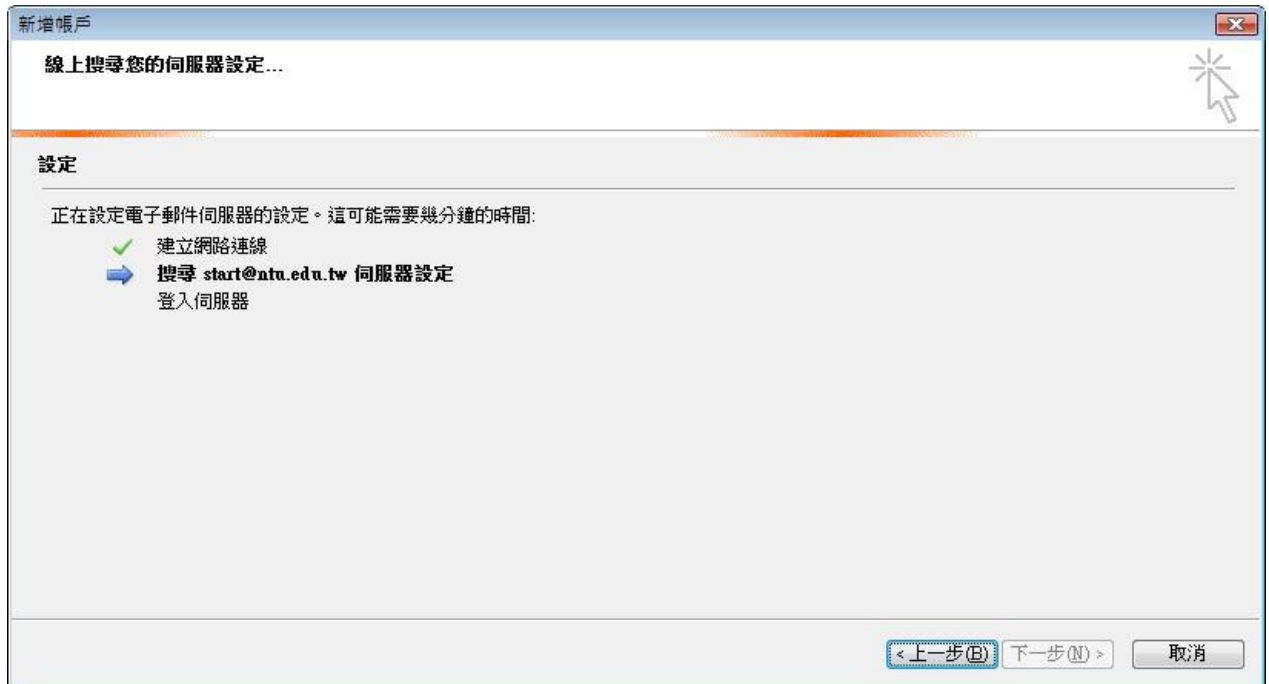 新增帳戶
線上搜尋您的伺服器設定...
設定
正在設定電子郵件伺服器的設定。這可能需要幾分鐘的時間:
建立網路連線
搜尋 start@ntu.edu.tw 伺服器設定
登入伺服器
<上一步(B) 下一步(N) > 取消